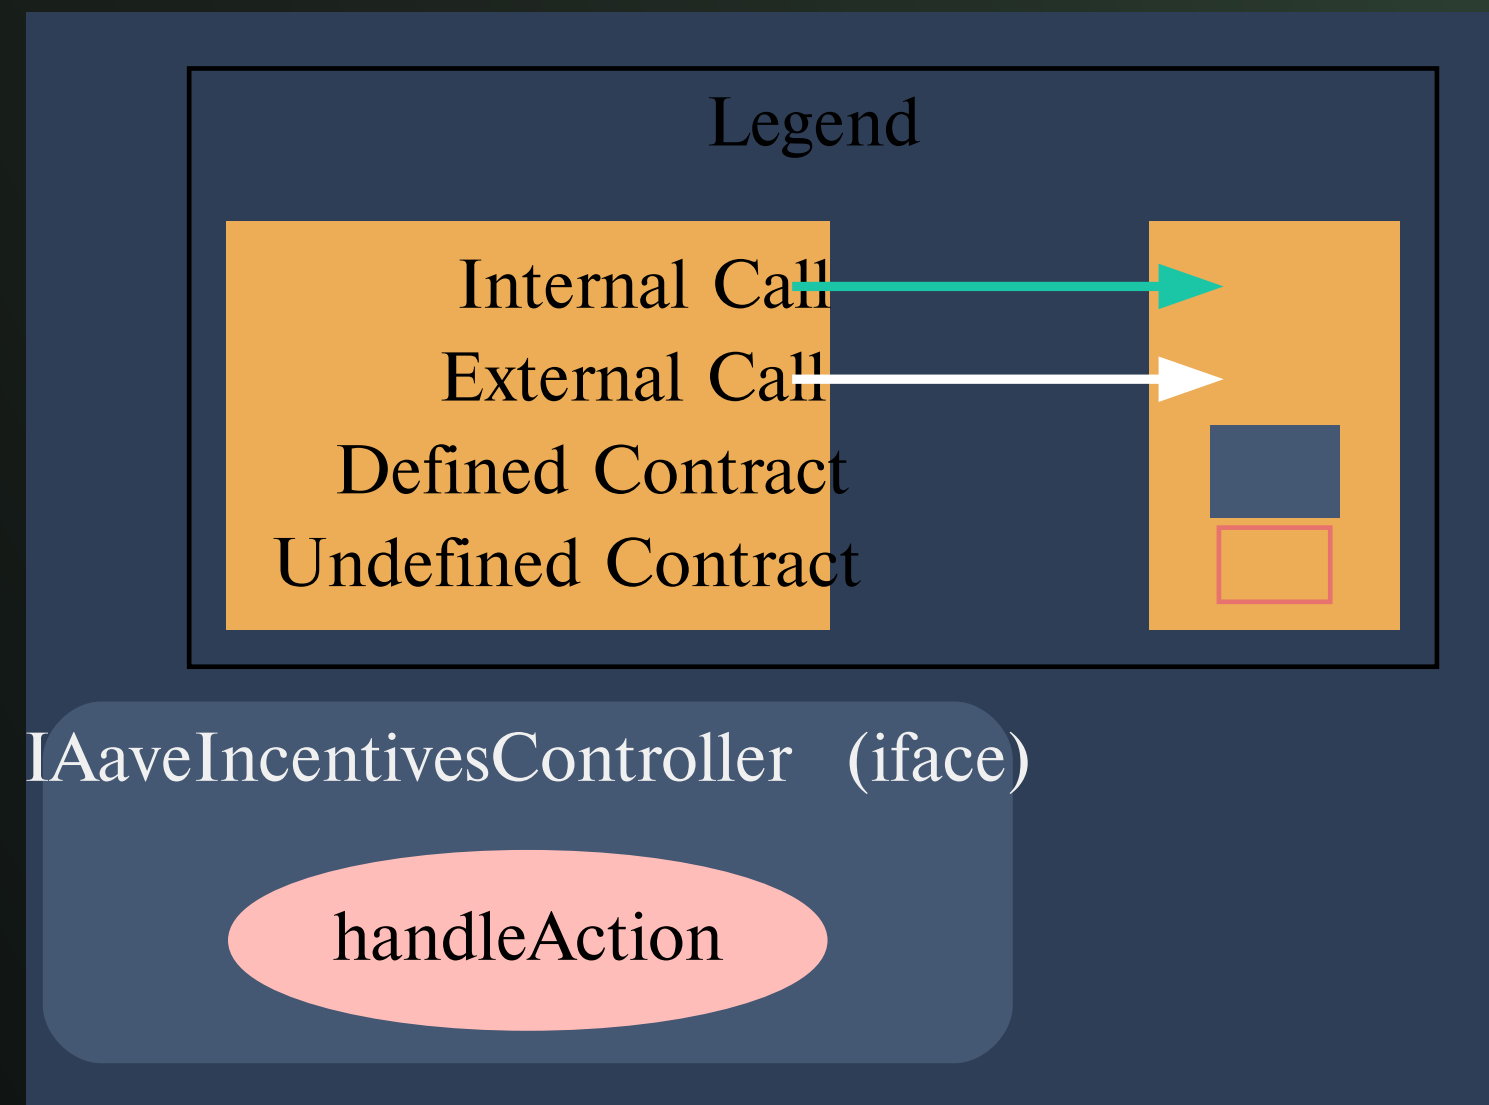 Legend
Internal Call
External Call
Defined Contract
Undefined Contract
IAaveIncentivesController (iface)
handleAction